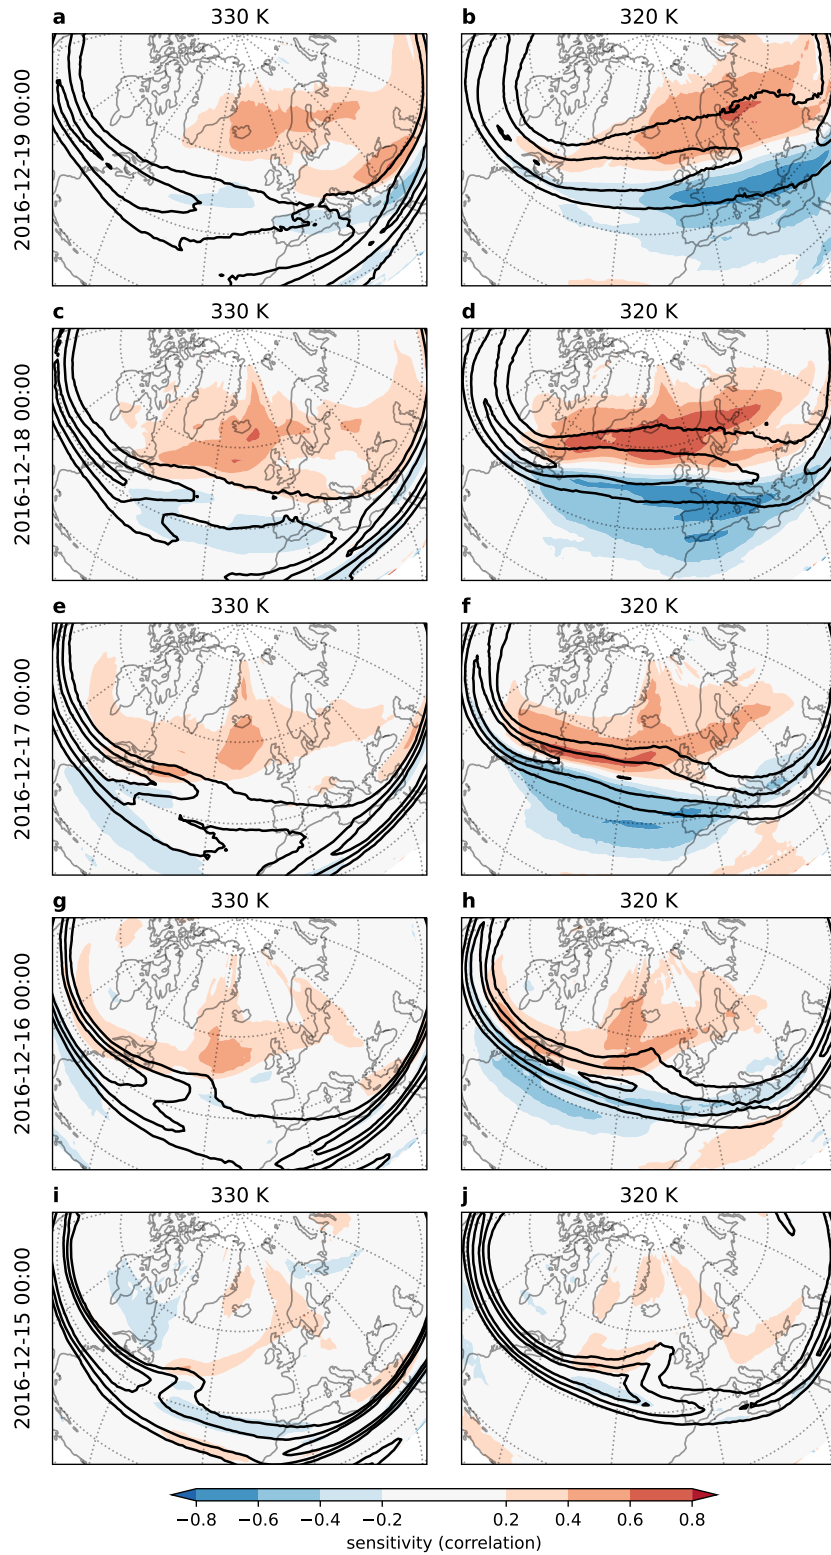 a 330 K
b 320 K
2016-12-19 00:00
c 330 K
d 320 K
2016-12-18 00:00
e 330 K
f 320 K
2016-12-17 00:00
g 330 K
h 320 K
2016-12-16 00:00
i 330 K
j 320 K
2016-12-15 00:00
−0.8 −0.6 −0.4 −0.2 0.2 0.4 0.6 0.8
sensitivity (correlation)